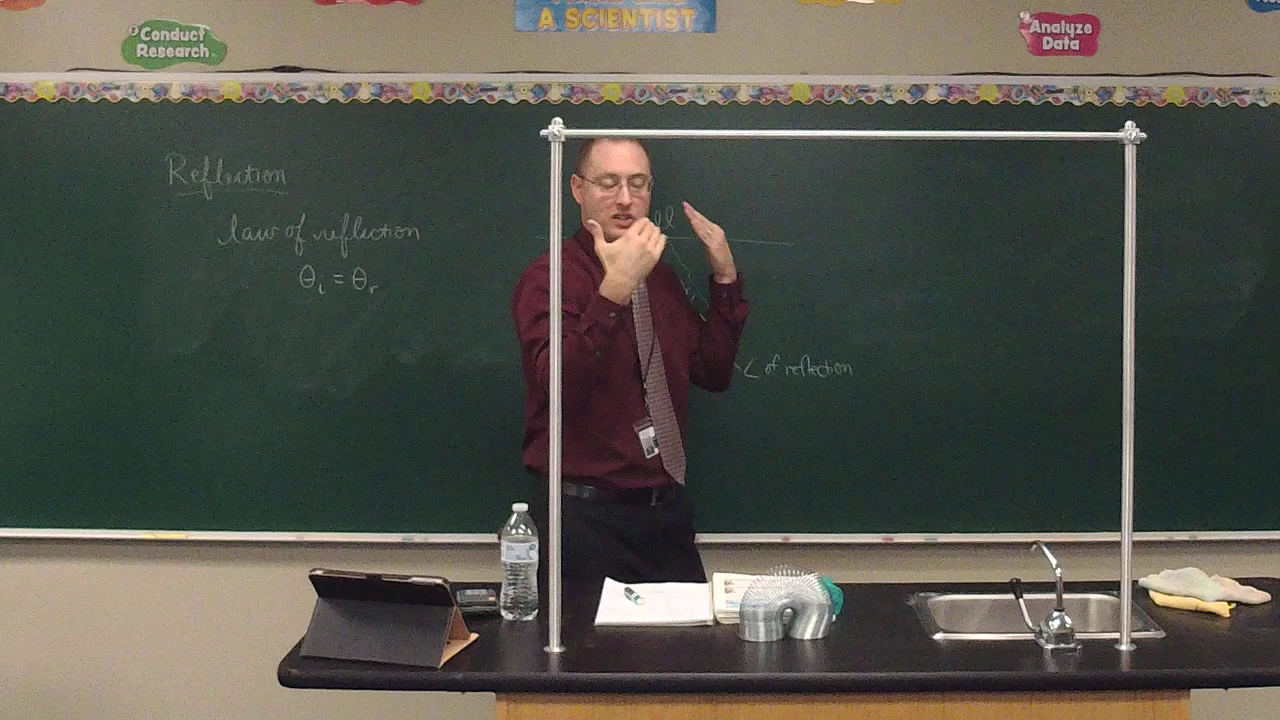 A SCIENTIST
Conduct
Research
Analyze
Data
Reflection
law of reflection
θi = θr
∠ of reflection